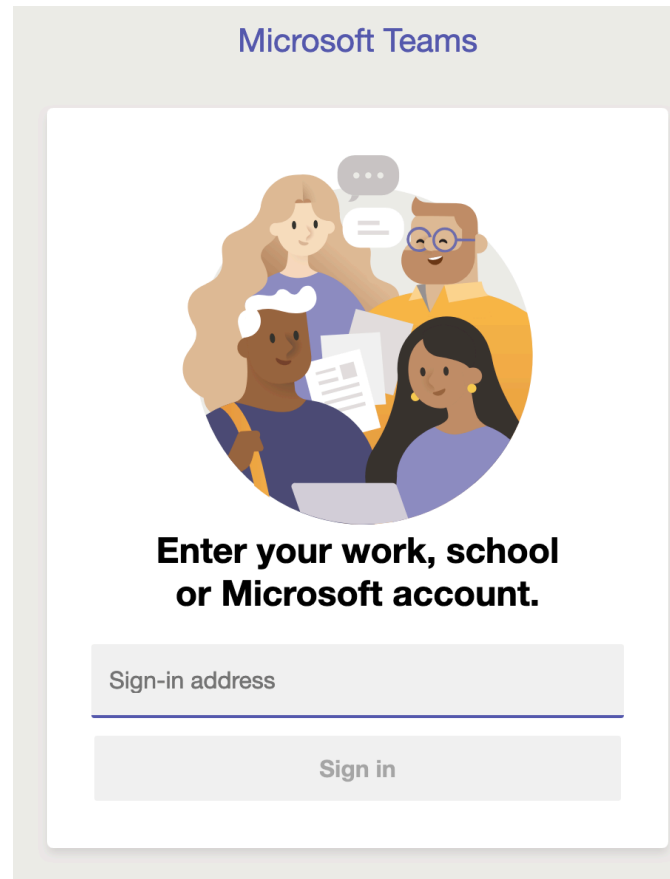 Microsoft Teams
Enter your work, school
or Microsoft account.
Sign-in address
Sign in